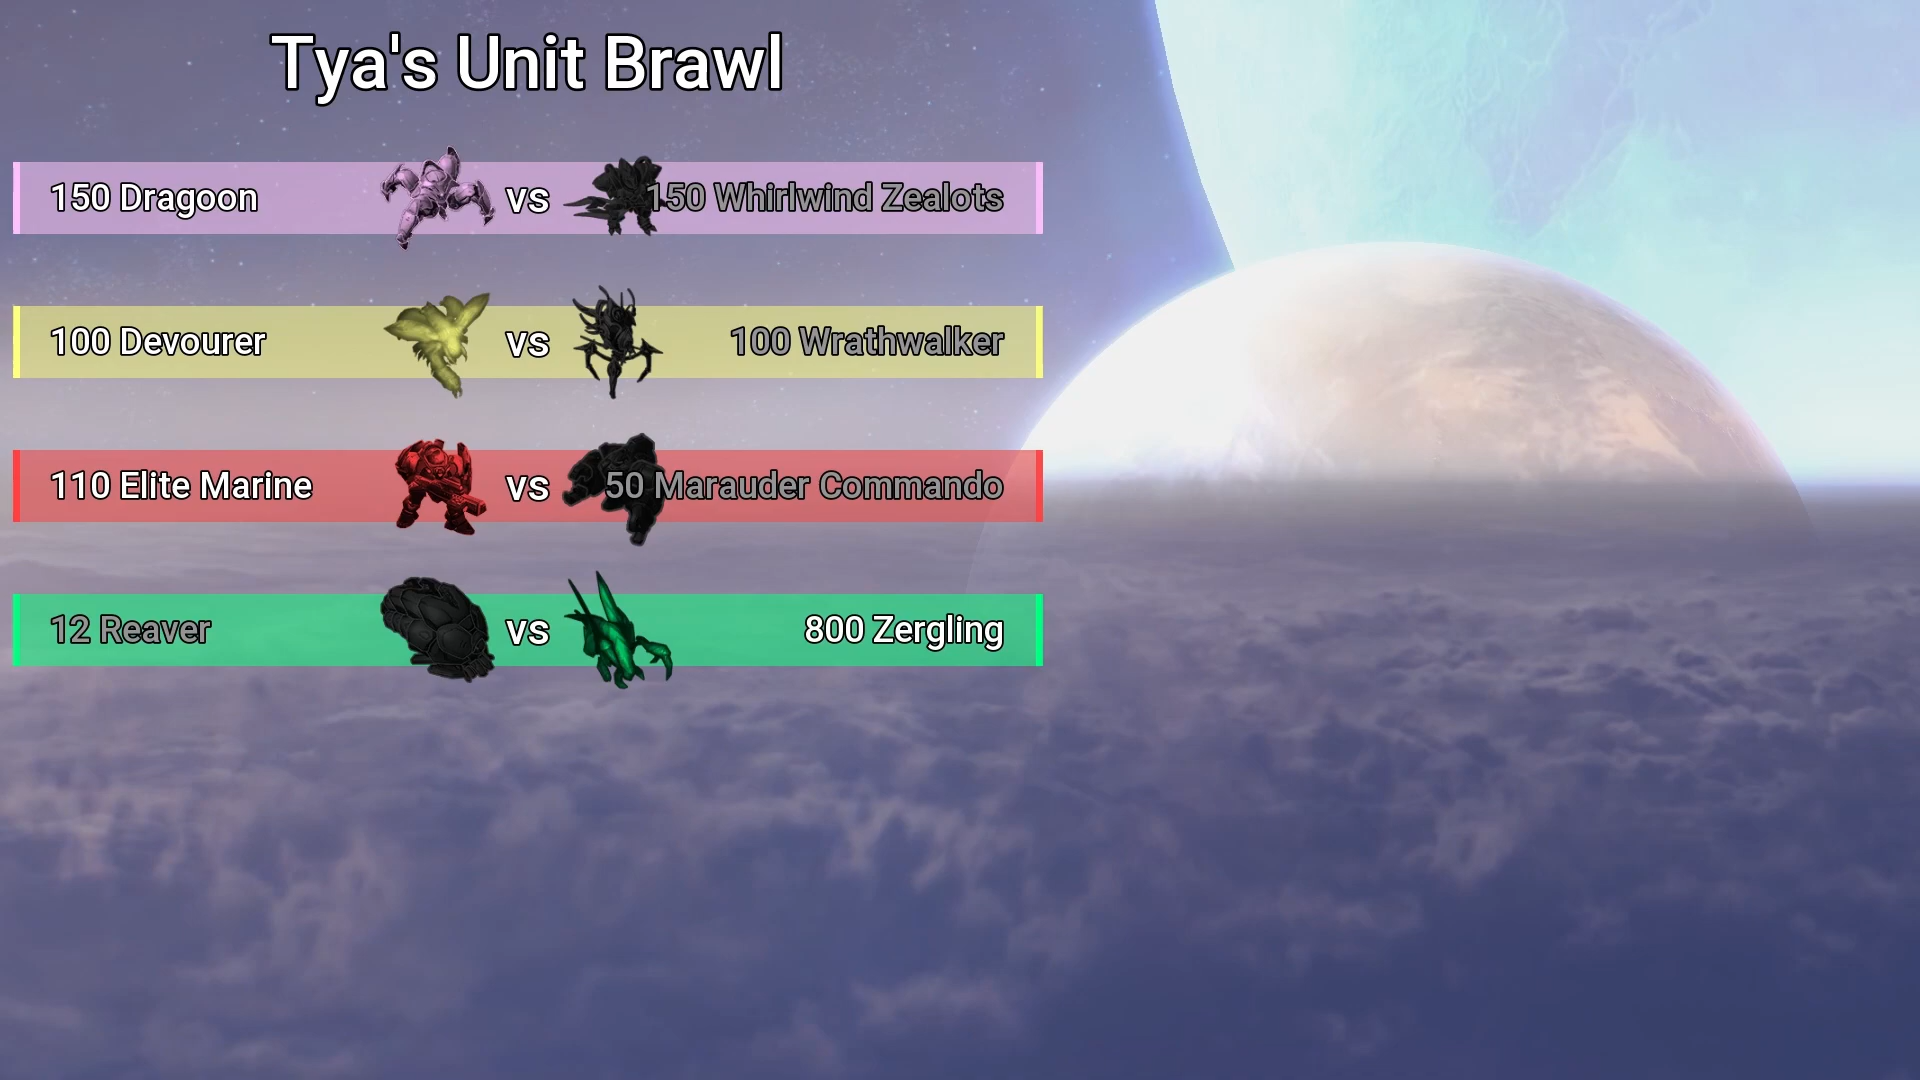 Tya's Unit Brawl
150 Dragoon vs 150 Whirlwind Zealots
100 Devourer vs 100 Wrathwalker
110 Elite Marine vs 50 Marauder Commando
12 Reaver vs 800 Zergling